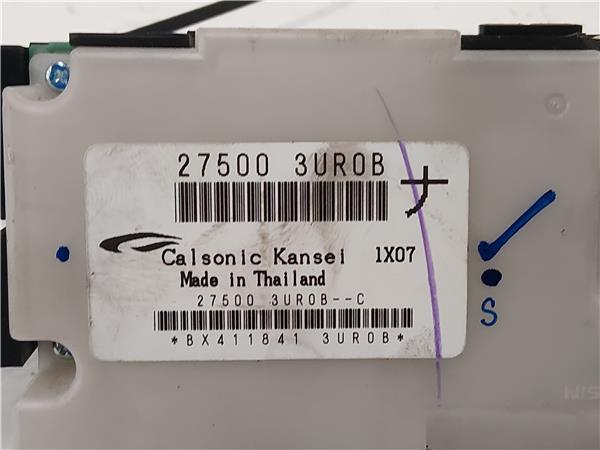 27500 3UR0B
Calsonic Kansei 1X07
Made in Thailand
27500 3UR0B--C
*BX411841 3UR0B*
S